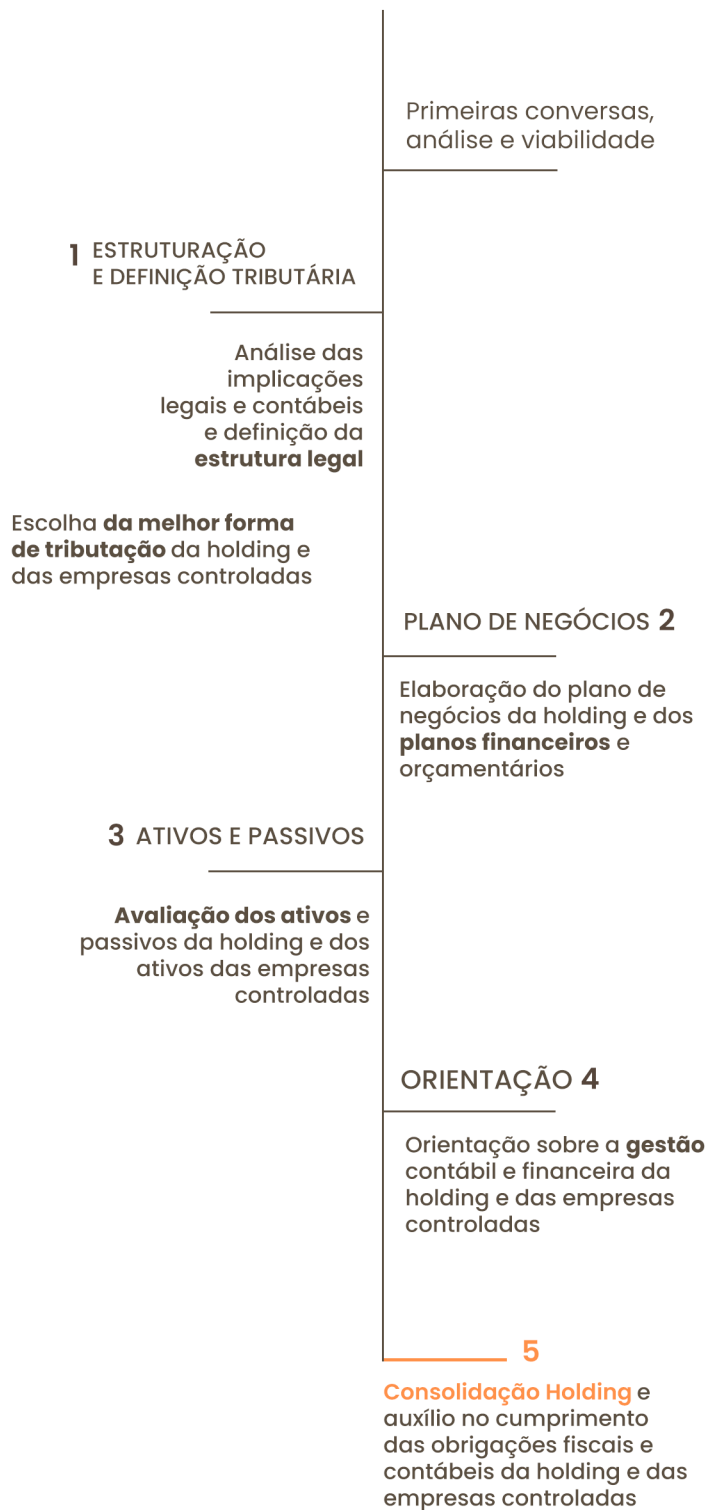 Primeiras conversas,
análise e viabilidade
1 ESTRUTURAÇÃO
E DEFINIÇÃO TRIBUTÁRIA
Análise das
implicações
legais e contábeis
e definição da
estrutura legal
Escolha da melhor forma
de tributação da holding e
das empresas controladas
PLANO DE NEGÓCIOS 2
Elaboração do plano de
negócios da holding e dos
planos financeiros e
orçamentários
3 ATIVOS E PASSIVOS
Avaliação dos ativos e
passivos da holding e dos
ativos das empresas
controladas
ORIENTAÇÃO 4
Orientação sobre a gestão
contábil e financeira da
holding e das empresas
controladas
5
Consolidação Holding e
auxílio no cumprimento
das obrigações fiscais e
contábeis da holding e das
empresas controladas